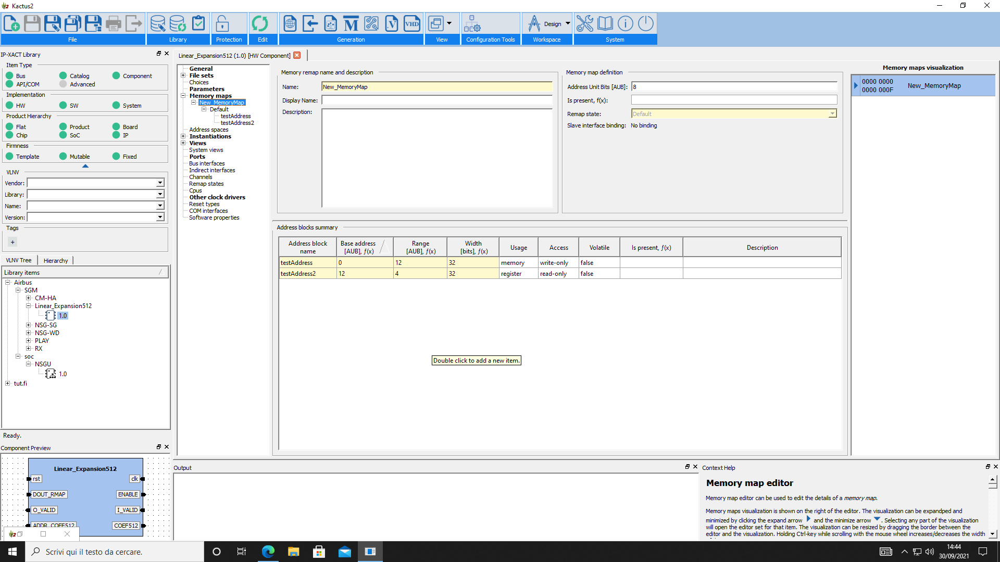 Kactus2
File
Library
Protection
Edit
Generation
View
Configuration Tools
Design
Workspace
System
IP-XACT Library
Item Type
Bus
Catalog
Component
API/COM
Advanced
Implementation
HW
SW
System
Product Hierarchy
Flat
Product
Board
Chip
SoC
IP
Firmness
Template
Mutable
Fixed
VLNV
Vendor:
Library:
Name:
Version:
Tags
+
VLNV Tree
Hierarchy
Library items
Airbus
SGM
CM-HA
Linear_Expansion512
1.0
NSG-SG
NSG-WD
PLAY
RX
soc
NSGU
1.0
tut.fi
Ready.
Component Preview
Linear_Expansion512
rst
clk
DOUT_RMAP
ENABLE
O_VALID
I_VALID
ADDR_COEF512
COEF512
Linear_Expansion512 (1.0) [HW Component]
General
File sets
Choices
Parameters
Memory maps
New_MemoryMap
Default
testAddress
testAddress2
Address spaces
Instantiations
Views
System views
Ports
Bus interfaces
Indirect interfaces
Channels
Remap states
Cpus
Other clock drivers
Reset types
COM interfaces
Software properties
Memory remap name and description
Name: New_MemoryMap
Display Name:
Description:
Memory map definition
Address Unit Bits [AUB]: 8
Is present, f(x):
Remap state: Default
Slave interface binding: No binding
Address blocks summary
Address block name
Base address [AUB], f(x)
Range [AUB], f(x)
Width [bits], f(x)
Usage
Access
Volatile
Is present, f(x)
Description
testAddress 0 12 32 memory write-only false
testAddress2 12 4 32 register read-only false
Double click to add a new item.
Memory maps visualization
0000 0000
0000 000F
New_MemoryMap
Output
Context Help
Memory map editor
Memory map editor can be used to edit the details of a memory map.
Memory maps visualization is shown on the right of the editor. The visualization can be expandped and
minimized by clicking the expand arrow and the minimize arrow . Selecting any part of the visualization
will open the editor set for that item. The visualization can be resized by dragging the border between the
editor and the visualization. Holding Ctrl-key while scrolling with the mouse wheel increases/decreases the width
Scrivi qui il testo da cercare.
14:44
30/09/2021